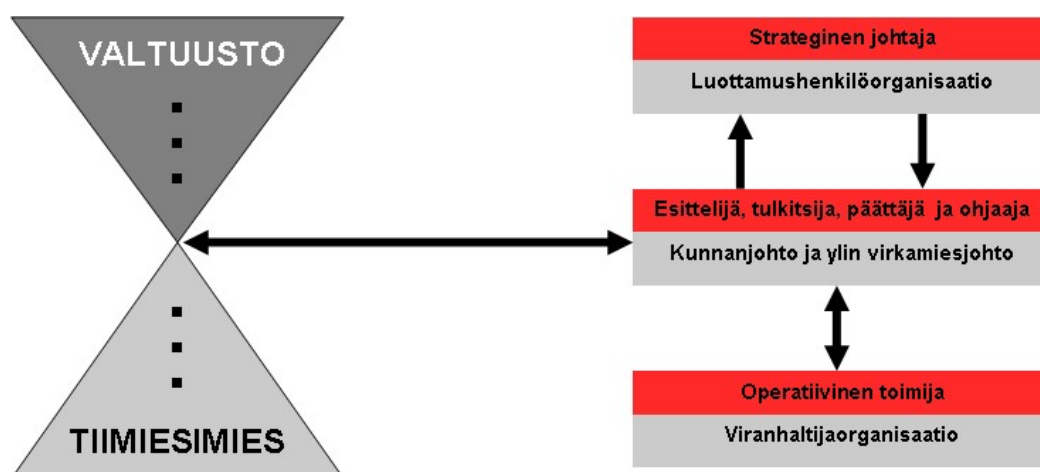 VALTUUSTO
TIIMIESIMIES
Strateginen johtaja
Luottamushenkilöorganisaatio
Esittelijä, tulkitsija, päättäjä ja ohjaaja
Kunnanjohto ja ylin virkamiesjohto
Operatiivinen toimija
Viranhaltijaorganisaatio